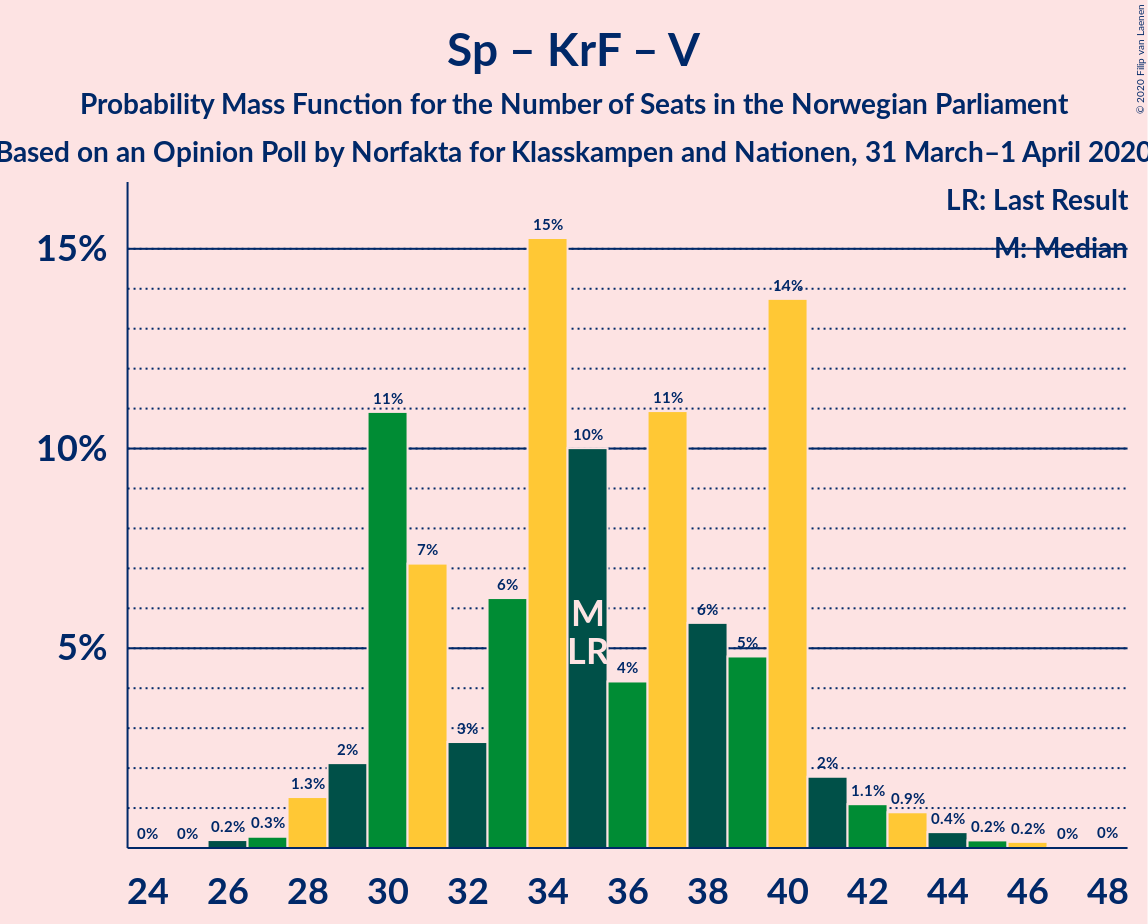 Sp – KrF – V
Probability Mass Function for the Number of Seats in the Norwegian Parliament
Based on an Opinion Poll by Norfakta for Klasskampen and Nationen, 31 March–1 April 2020
© 2020 Filip van Laenen
LR: Last Result
M: Median
15%
10%
5%
0% 0% 0.2% 0.3% 1.3% 2% 11% 7% 3% 6% 15% 10% 4% 11% 6% 5% 14% 2% 1.1% 0.9% 0.4% 0.2% 0.2% 0% 0%
M
LR
24 26 28 30 32 34 36 38 40 42 44 46 48